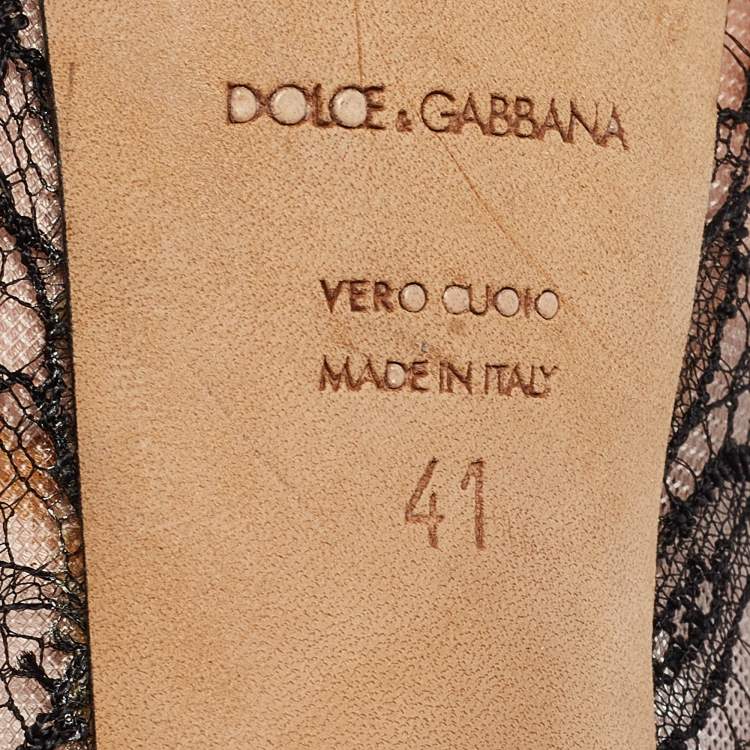 DOLCE & GABBANA
VERO CUOIO
MADE IN ITALY
41